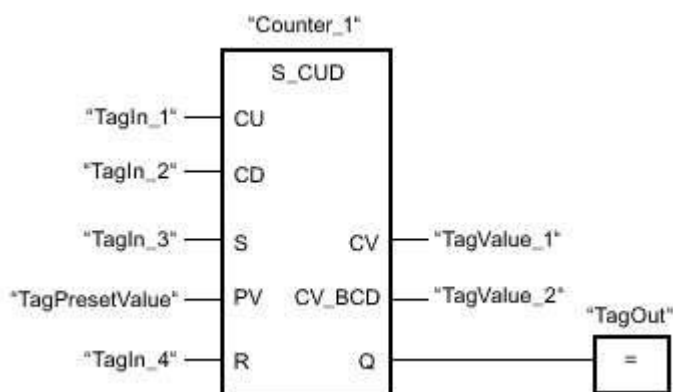 "Counter_1"
S_CUD
"TagIn_1" CU
"TagIn_2" CD
"TagIn_3" S CV "TagValue_1"
"TagPresetValue" PV CV_BCD "TagValue_2"
"TagOut"
"TagIn_4" R Q =